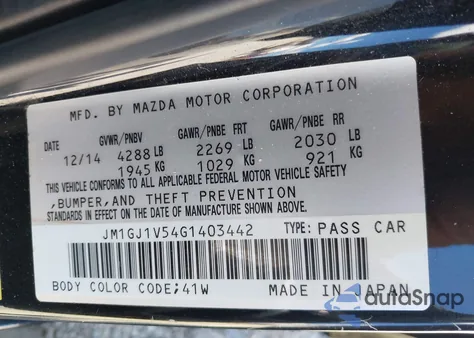 MFD. BY MAZDA MOTOR CORPORATION
DATE GVWR/PNBV GAWR/PNBE FRT GAWR/PNBE RR
12/14 4288 LB 2269 LB 2030 LB
1945 KG 1029 KG 921 KG
THIS VEHICLE CONFORMS TO ALL APPLICABLE FEDERAL MOTOR VEHICLE SAFETY
,BUMPER,AND THEFT PREVENTION
STANDARDS IN EFFECT ON THE DATE OF MANUFACTURE SHOWN ABOVE.
JM1GJ1V54G1403442 TYPE: PASS CAR
BODY COLOR CODE;41W MADE IN JAPAN
autoSnap